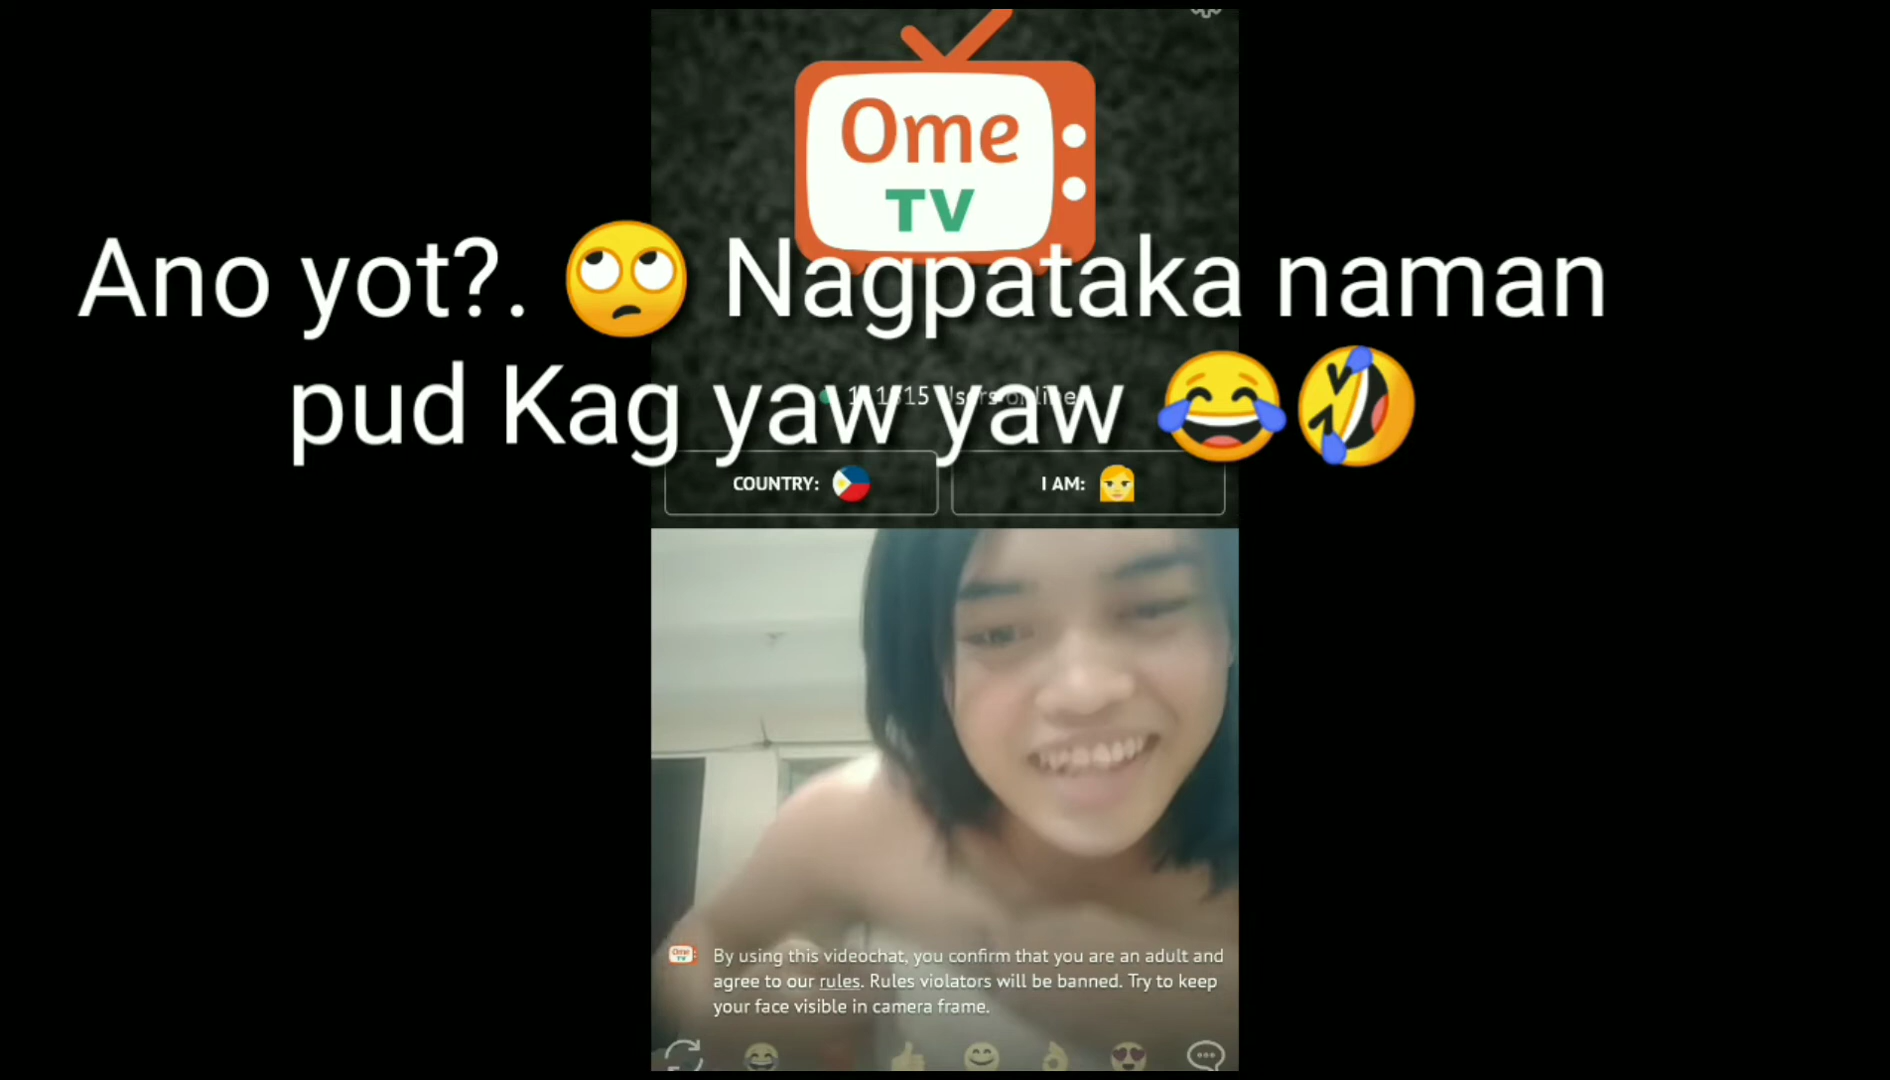 Ome
TV
Ano yot?. 🙄 Nagpataka naman
pud Kag yaw yaw 😂🤣
COUNTRY:
I AM:
By using this videochat, you confirm that you are an adult and
agree to our rules. Rules violators will be banned. Try to keep
your face visible in camera frame.